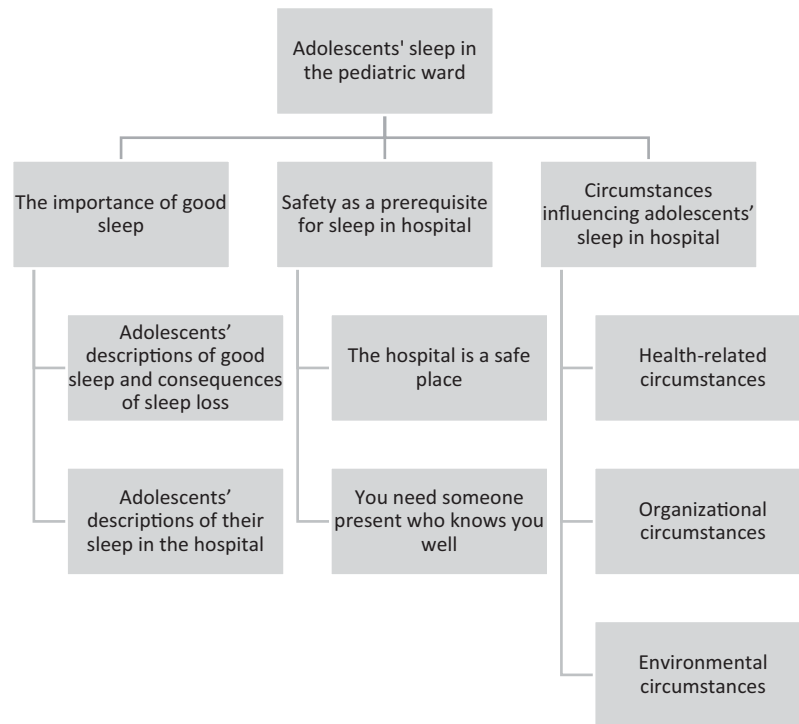 Adolescents' sleep in
the pediatric ward
The importance of good
sleep
Safety as a prerequisite
for sleep in hospital
Circumstances
influencing adolescents’
sleep in hospital
Adolescents’
descriptions of good
sleep and consequences
of sleep loss
The hospital is a safe
place
Health-related
circumstances
Adolescents’
descriptions of their
sleep in the hospital
You need someone
present who knows you
well
Organizational
circumstances
Environmental
circumstances